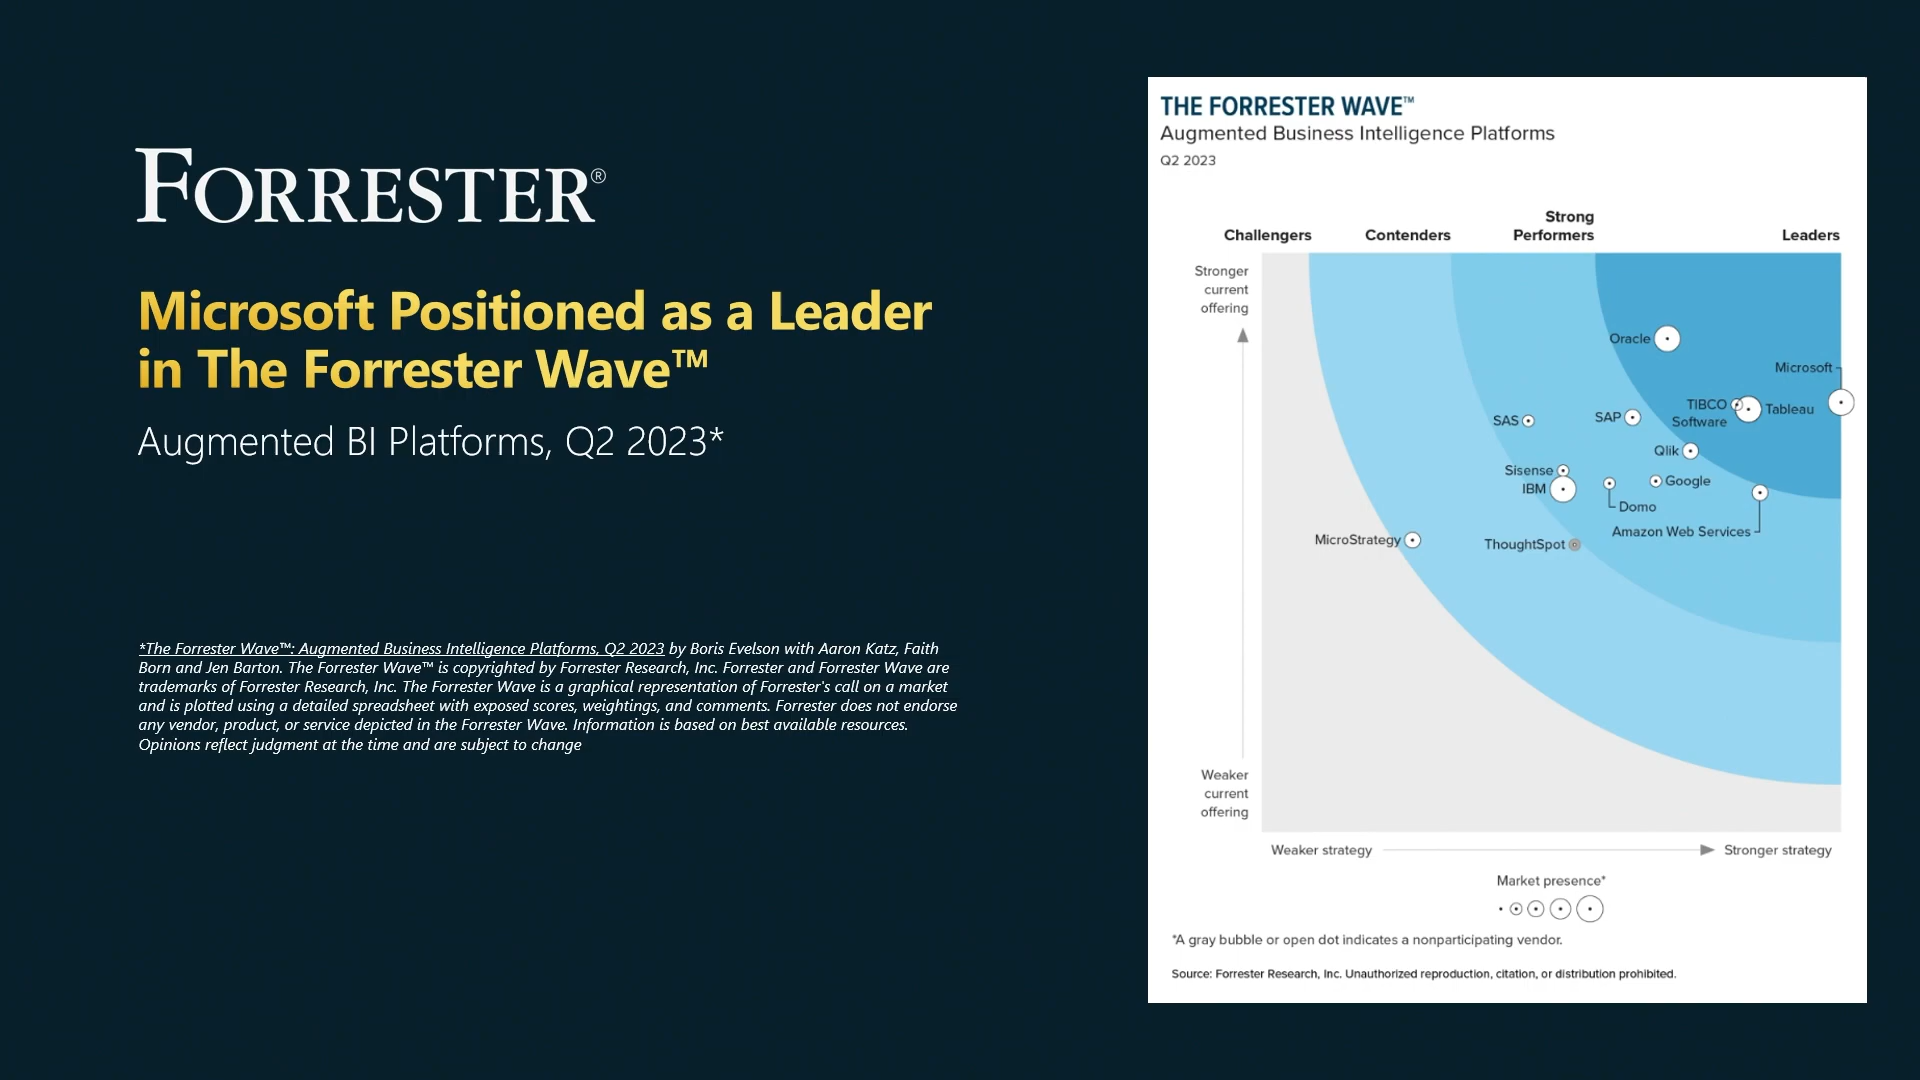 FORRESTER®
Microsoft Positioned as a Leader
in The Forrester Wave™
Augmented BI Platforms, Q2 2023*
*The Forrester Wave™: Augmented Business Intelligence Platforms, Q2 2023 by Boris Evelson with Aaron Katz, Faith
Born and Jen Barton. The Forrester Wave™ is copyrighted by Forrester Research, Inc. Forrester and Forrester Wave are
trademarks of Forrester Research, Inc. The Forrester Wave is a graphical representation of Forrester's call on a market
and is plotted using a detailed spreadsheet with exposed scores, weightings, and comments. Forrester does not endorse
any vendor, product, or service depicted in the Forrester Wave. Information is based on best available resources.
Opinions reflect judgment at the time and are subject to change
THE FORRESTER WAVE™
Augmented Business Intelligence Platforms
Q2 2023
Challengers
Contenders
Strong
Performers
Leaders
Stronger
current
offering
Oracle
Microsoft
TIBCO
Software
Tableau
SAS
SAP
Qlik
Sisense
IBM
Google
Domo
Amazon Web Services
MicroStrategy
ThoughtSpot
Weaker
current
offering
Weaker strategy
Stronger strategy
Market presence*
*A gray bubble or open dot indicates a nonparticipating vendor.
Source: Forrester Research, Inc. Unauthorized reproduction, citation, or distribution prohibited.